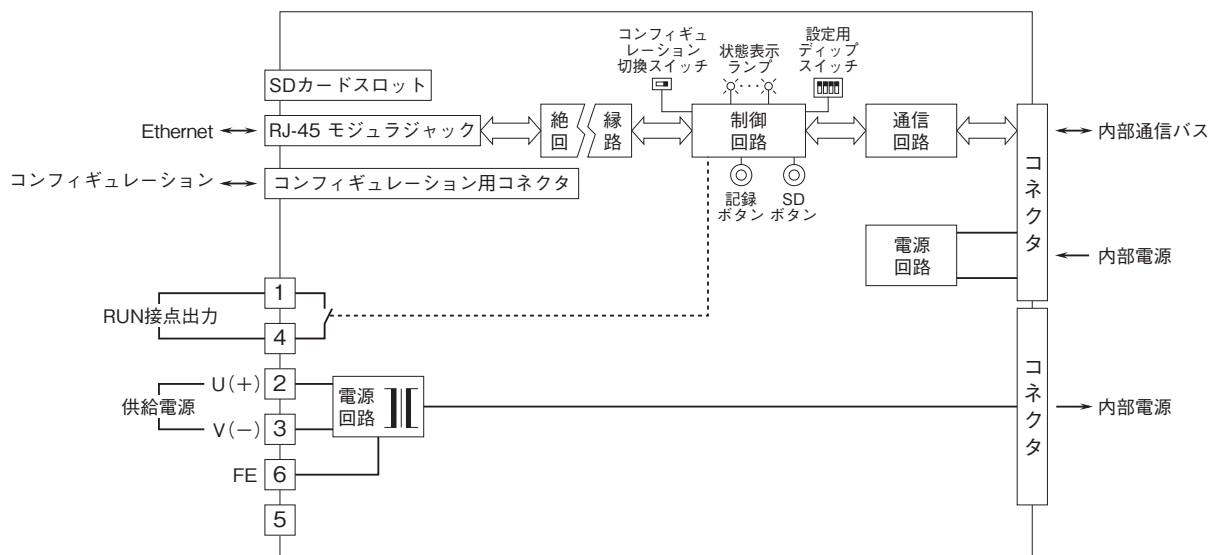 コンフィギュ
レーション
切換スイッチ
状態表示
ランプ
設定用
ディップ
スイッチ
SDカードスロット
Ethernet
RJ-45 モジュラジャック
絶
回
縁
路
制御
回路
通信
回路
内部通信バス
コンフィギュレーション
コンフィギュレーション用コネクタ
記録
ボタン
SD
ボタン
コネクタ
電源
回路
内部電源
1
RUN接点出力
4
U(+)
2
供給電源
V(−)
3
電源
回路
コネクタ
内部電源
FE
6
5